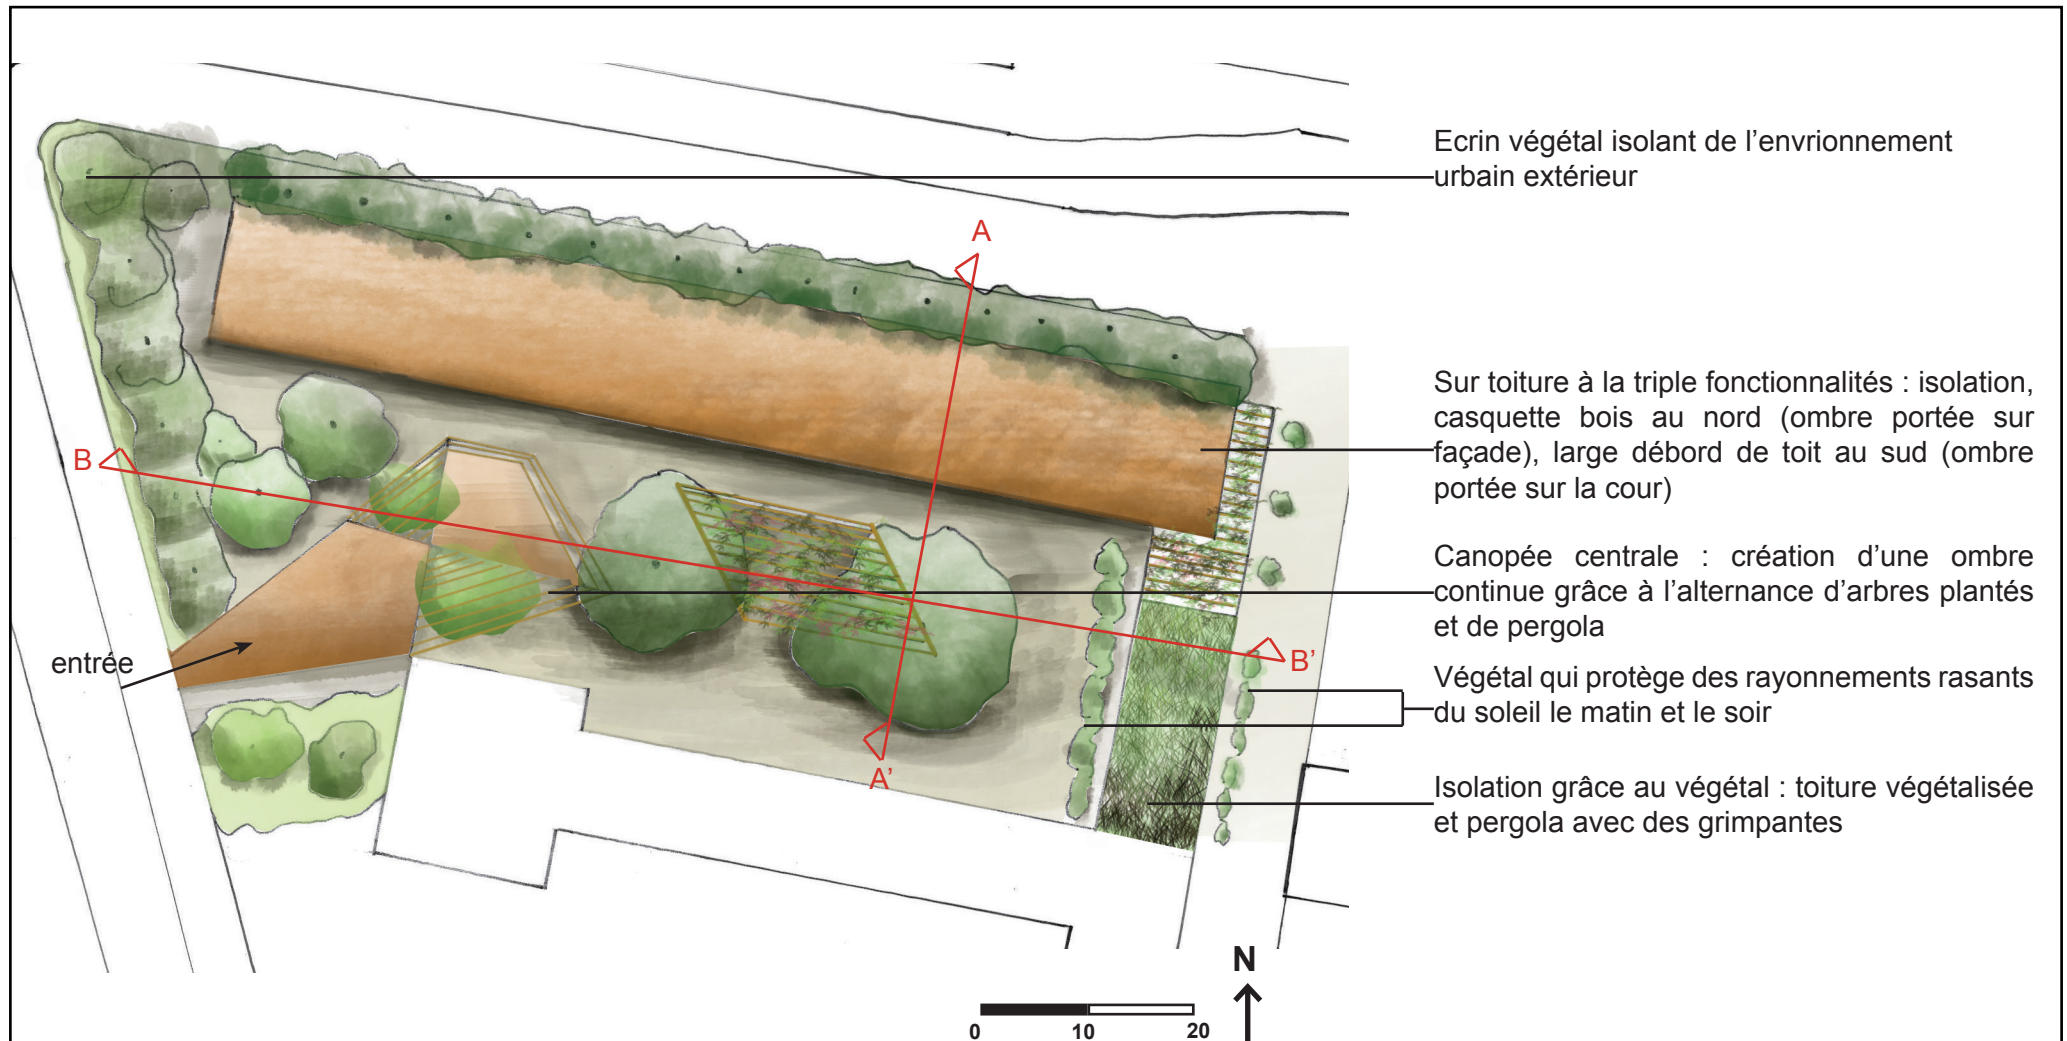 Ecrin végétal isolant de l'envrionnement
urbain extérieur
A
Sur toiture à la triple fonctionnalités : isolation,
casquette bois au nord (ombre portée sur
façade), large débord de toit au sud (ombre
portée sur la cour)
B
Canopée centrale : création d'une ombre
continue grâce à l'alternance d'arbres plantés
et de pergola
entrée
B'
Végétal qui protège des rayonnements rasants
du soleil le matin et le soir
A'
Isolation grâce au végétal : toiture végétalisée
et pergola avec des grimpantes
N
0 10 20